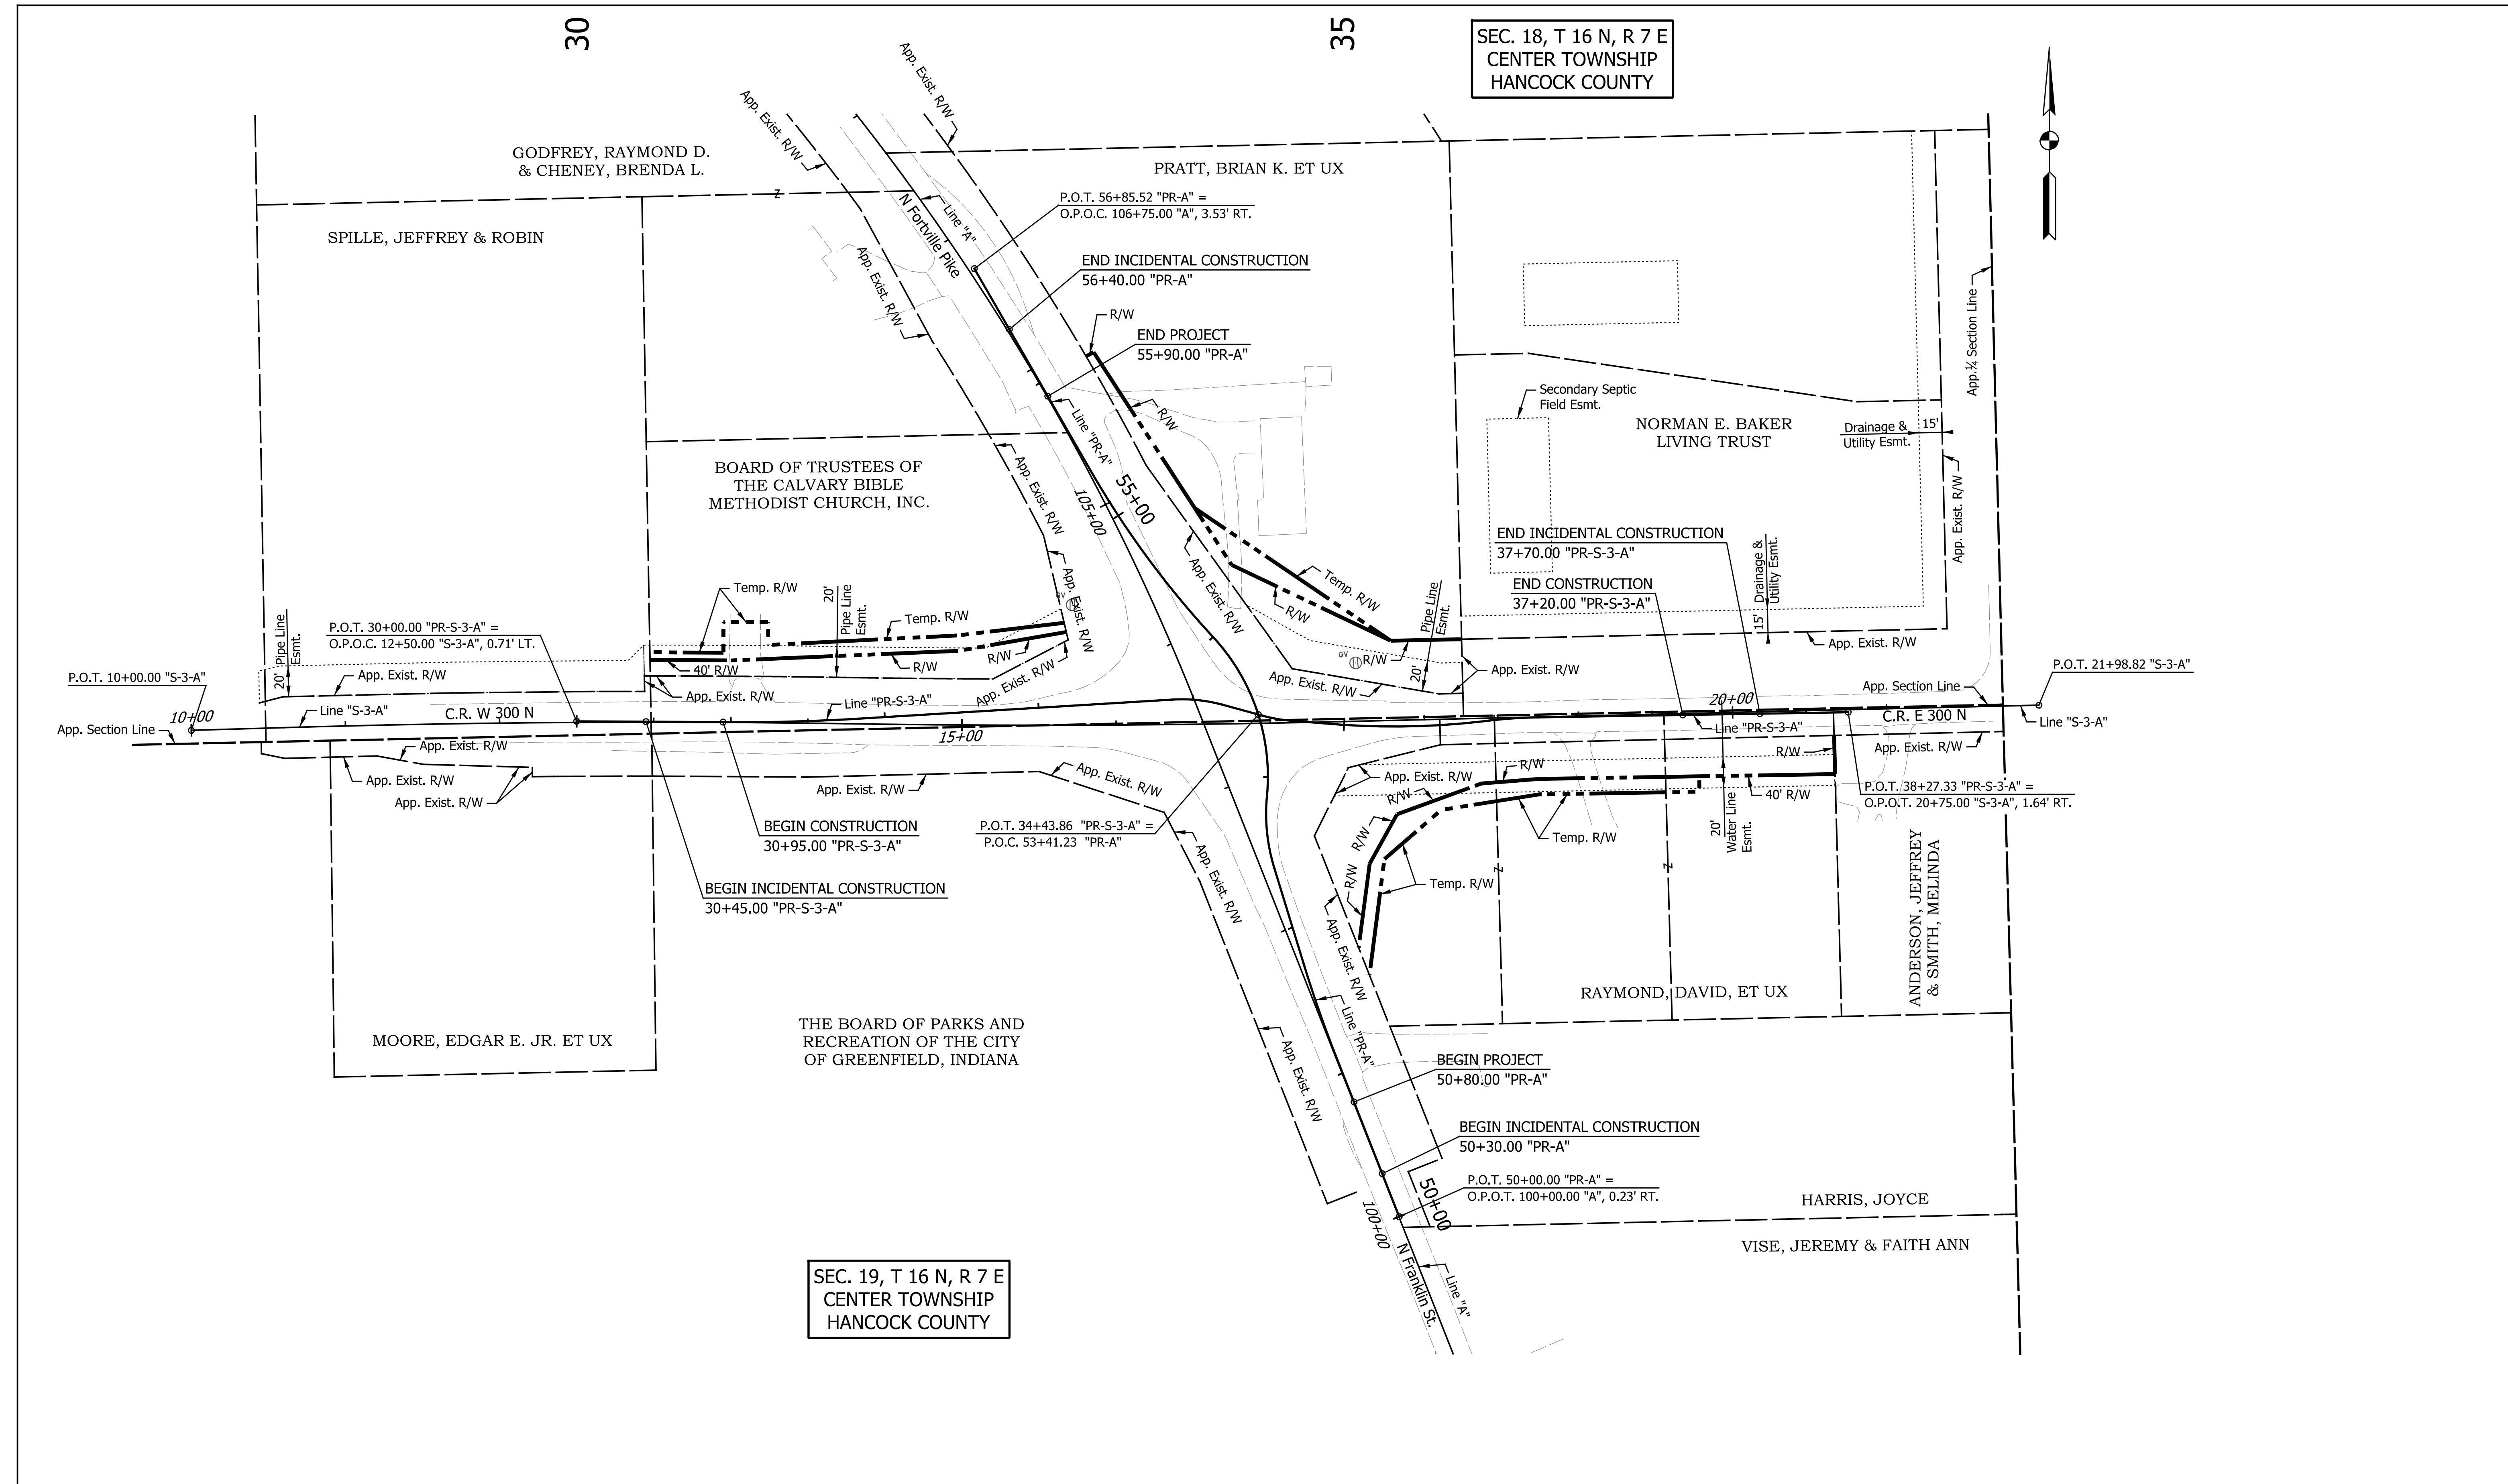 30
35
SEC. 18, T 16 N, R 7 E
CENTER TOWNSHIP
HANCOCK COUNTY
App. Exist. R/W
App. Exist. R/W
GODFREY, RAYMOND D.
& CHENEY, BRENDA L.
PRATT, BRIAN K. ET UX
Z
P.O.T. 56+85.52 "PR-A" =
O.P.O.C. 106+75.00 "A", 3.53' RT.
N Fortville Pike
Line "A"
SPILLE, JEFFREY & ROBIN
App. Exist. R/W
END INCIDENTAL CONSTRUCTION
56+40.00 "PR-A"
R/W
END PROJECT
55+90.00 "PR-A"
App.¼ Section Line
Secondary Septic
Field Esmt.
R/W
Line "PR-A"
NORMAN E. BAKER
LIVING TRUST
Drainage &
Utility Esmt.
15'
BOARD OF TRUSTEES OF
THE CALVARY BIBLE
METHODIST CHURCH, INC.
App. Exist. R/W
105+00
55+00
App. Exist. R/W
END INCIDENTAL CONSTRUCTION
37+70.00 "PR-S-3-A"
END CONSTRUCTION
37+20.00 "PR-S-3-A"
15' Drainage &
Utility Esmt.
Temp. R/W
20'
Pipe Line
Esmt.
Temp. R/W
App. Exist. R/W
GV
App. Exist. R/W
Temp. R/W
R/W
20'
Pipe Line
Esmt.
20'
Pipe Line
Esmt.
P.O.T. 30+00.00 "PR-S-3-A" =
O.P.O.C. 12+50.00 "S-3-A", 0.71' LT.
40' R/W
R/W
R/W
GV
R/W
App. Exist. R/W
App. Exist. R/W
P.O.T. 10+00.00 "S-3-A"
App. Exist. R/W
App. Exist. R/W
App. Exist. R/W
App. Exist. R/W
P.O.T. 21+98.82 "S-3-A"
App. Section Line
10+00
Line "S-3-A"
C.R. W 300 N
Line "PR-S-3-A"
20+00
C.R. E 300 N
Line "S-3-A"
App. Section Line
15+00
Line "PR-S-3-A"
App. Exist. R/W
R/W
App. Exist. R/W
App. Exist. R/W
App. Exist. R/W
App. Exist. R/W
App. Exist. R/W
App. Exist. R/W
R/W
R/W
40' R/W
P.O.T. 38+27.33 "PR-S-3-A" =
O.P.O.T. 20+75.00 "S-3-A", 1.64' RT.
BEGIN CONSTRUCTION
30+95.00 "PR-S-3-A"
P.O.T. 34+43.86 "PR-S-3-A" =
P.O.C. 53+41.23 "PR-A"
R/W
Temp. R/W
20'
Water Line
Esmt.
Z
Z
App. Exist. R/W
R/W
Temp. R/W
BEGIN INCIDENTAL CONSTRUCTION
30+45.00 "PR-S-3-A"
App. Exist. R/W
ANDERSON, JEFFREY
& SMITH, MELINDA
RAYMOND, DAVID, ET UX
THE BOARD OF PARKS AND
RECREATION OF THE CITY
OF GREENFIELD, INDIANA
MOORE, EDGAR E. JR. ET UX
App. Exist. R/W
Line "PR-A"
BEGIN PROJECT
50+80.00 "PR-A"
BEGIN INCIDENTAL CONSTRUCTION
50+30.00 "PR-A"
P.O.T. 50+00.00 "PR-A" =
O.P.O.T. 100+00.00 "A", 0.23' RT.
100+00
50+00
HARRIS, JOYCE
VISE, JEREMY & FAITH ANN
N Franklin St.
Line "A"
SEC. 19, T 16 N, R 7 E
CENTER TOWNSHIP
HANCOCK COUNTY